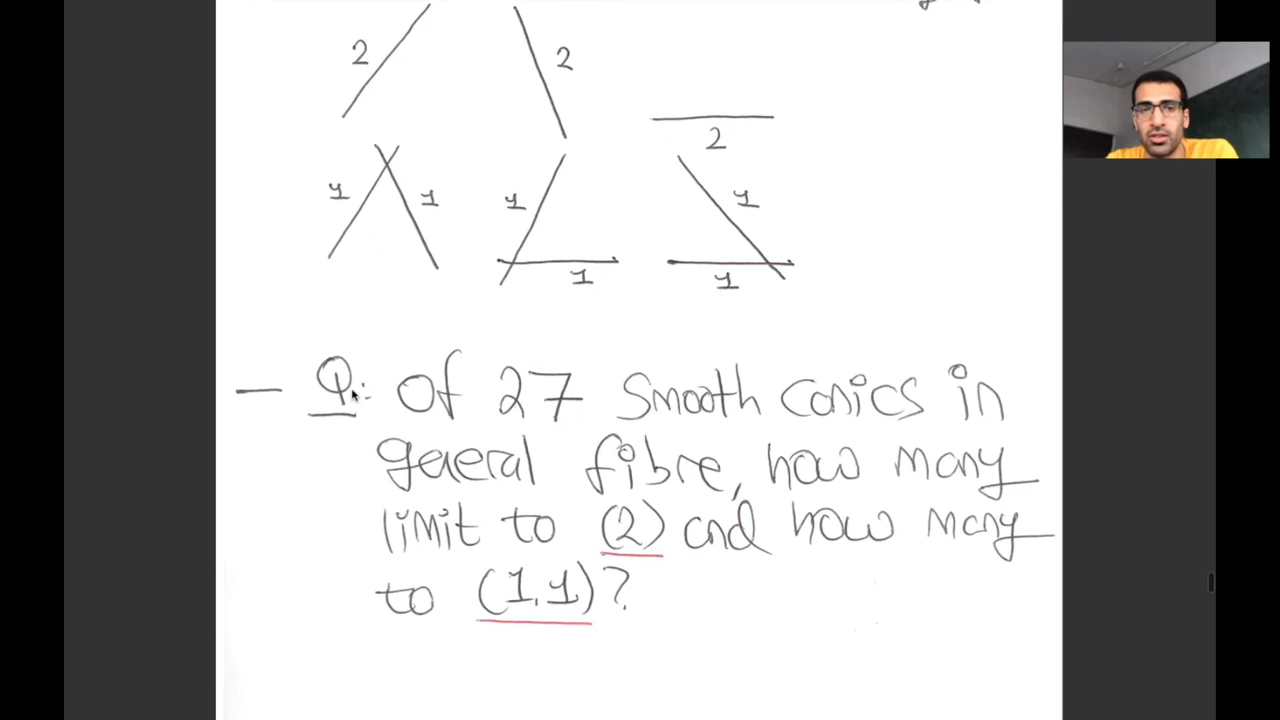 2 2
2
1 1 1 1
1 1
- Q: Of 27 smooth conics in
gaeral fibre, how many
limit to (2) and how many
to (1,1)?